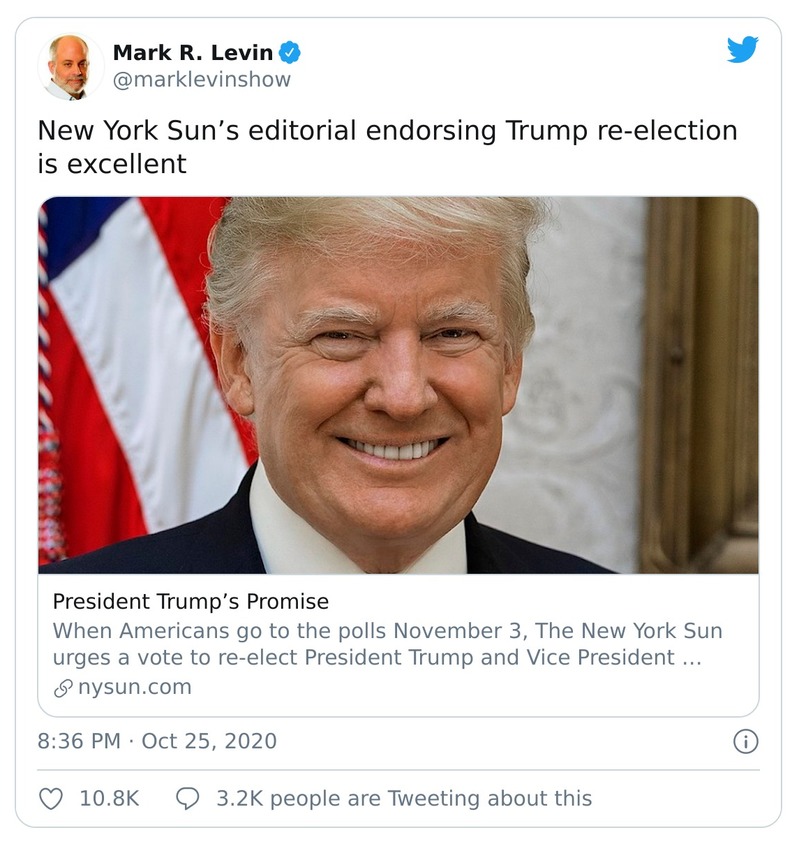 Mark R. Levin
@marklevinshow
New York Sun’s editorial endorsing Trump re-election
is excellent
President Trump’s Promise
When Americans go to the polls November 3, The New York Sun
urges a vote to re-elect President Trump and Vice President …
nysun.com
8:36 PM · Oct 25, 2020
10.8K 3.2K people are Tweeting about this